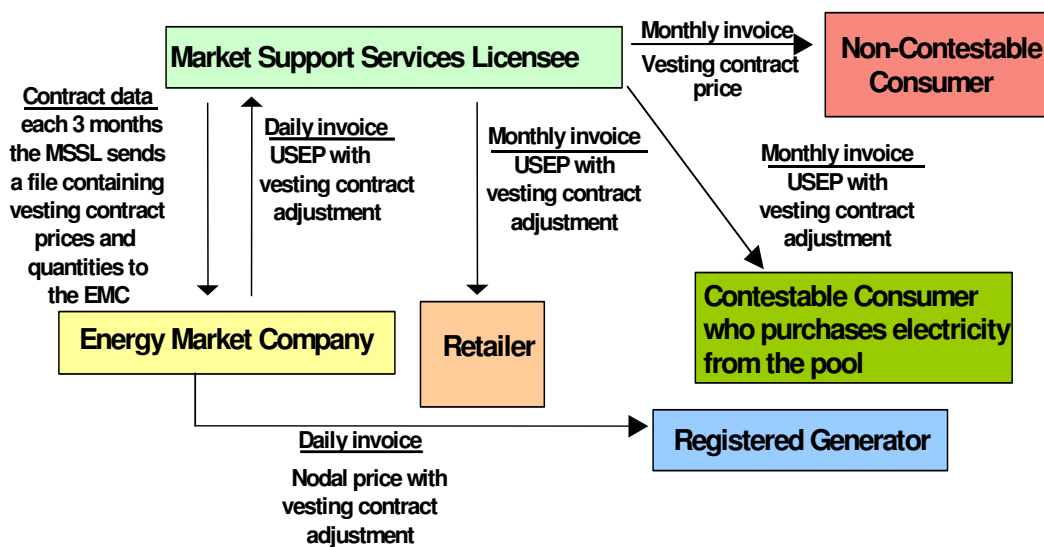 Market Support Services Licensee
Monthly invoice
Vesting contract
price
Non-Contestable
Consumer
Contract data
each 3 months
the MSSL sends
a file containing
vesting contract
prices and
quantities to
the EMC
Daily invoice
USEP with
vesting contract
adjustment
Monthly invoice
USEP with
vesting contract
adjustment
Monthly invoice
USEP with
vesting contract
adjustment
Energy Market Company
Retailer
Contestable Consumer
who purchases electricity
from the pool
Daily invoice
Nodal price with
vesting contract
adjustment
Registered Generator